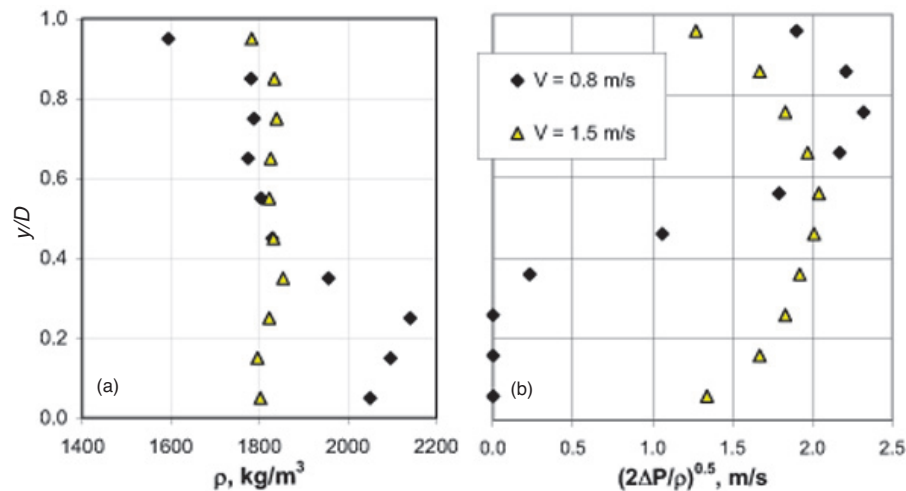 1.0
0.8
0.6
0.4
0.2
0.0
y/D
(a)
1400 1600 1800 2000 2200
ρ, kg/m³
V = 0.8 m/s
V = 1.5 m/s
(b)
0.0 0.5 1.0 1.5 2.0 2.5
(2ΔP/ρ)⁰·⁵, m/s